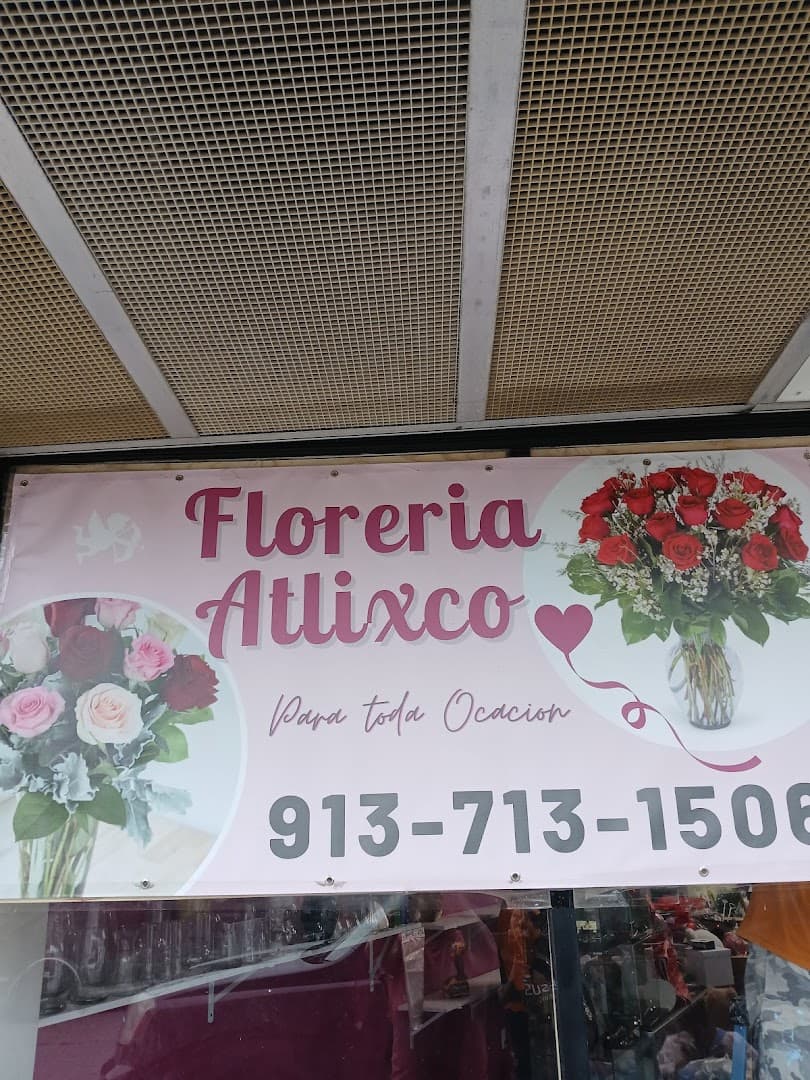 Floreria
Atlixco
Para toda Ocacion
913-713-1506